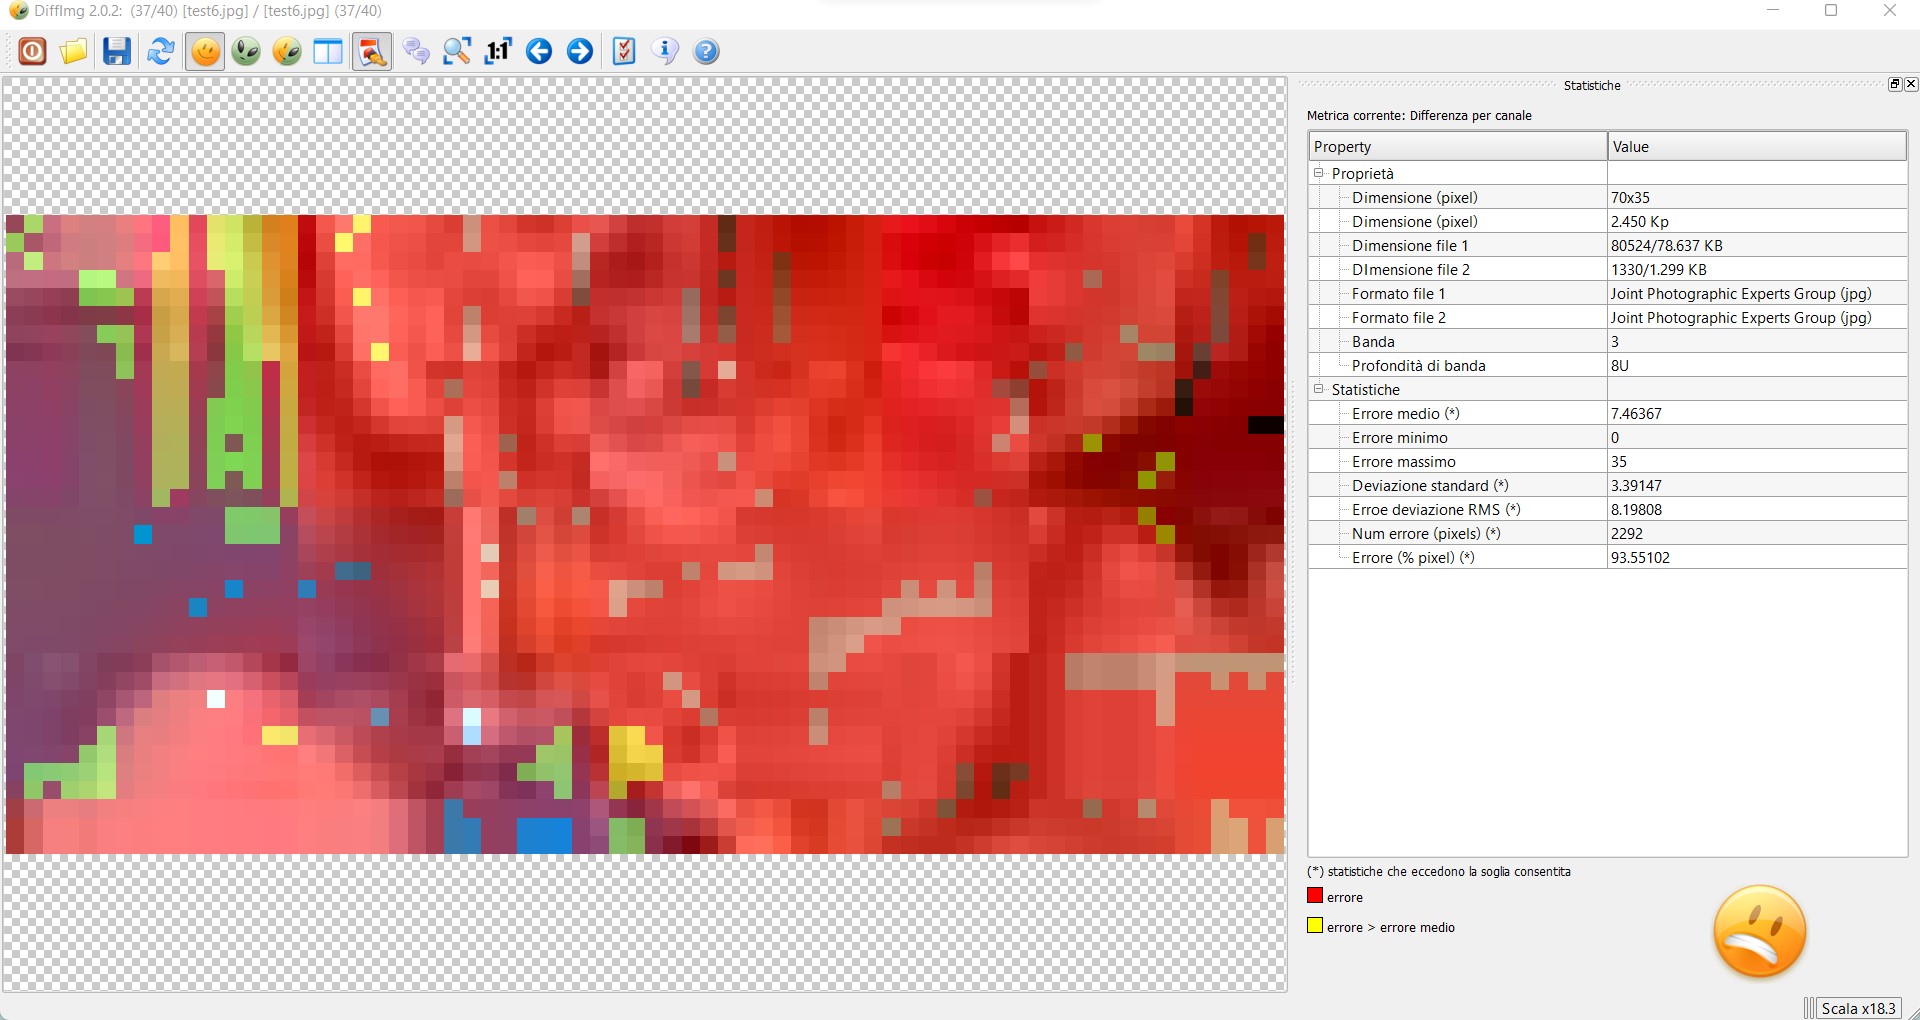 DiffImg 2.0.2:  (37/40) [test6.jpg] / [test6.jpg] (37/40)
1:1
Statistiche
Metrica corrente: Differenza per canale
Property Value
Proprietà
Dimensione (pixel) 70x35
Dimensione (pixel) 2.450 Kp
Dimensione file 1 80524/78.637 KB
DImensione file 2 1330/1.299 KB
Formato file 1 Joint Photographic Experts Group (jpg)
Formato file 2 Joint Photographic Experts Group (jpg)
Banda 3
Profondità di banda 8U
Statistiche
Errore medio (*) 7.46367
Errore minimo 0
Errore massimo 35
Deviazione standard (*) 3.39147
Erroe deviazione RMS (*) 8.19808
Num errore (pixels) (*) 2292
Errore (% pixel) (*) 93.55102
(*) statistiche che eccedono la soglia consentita
errore
errore > errore medio
Scala x18.3